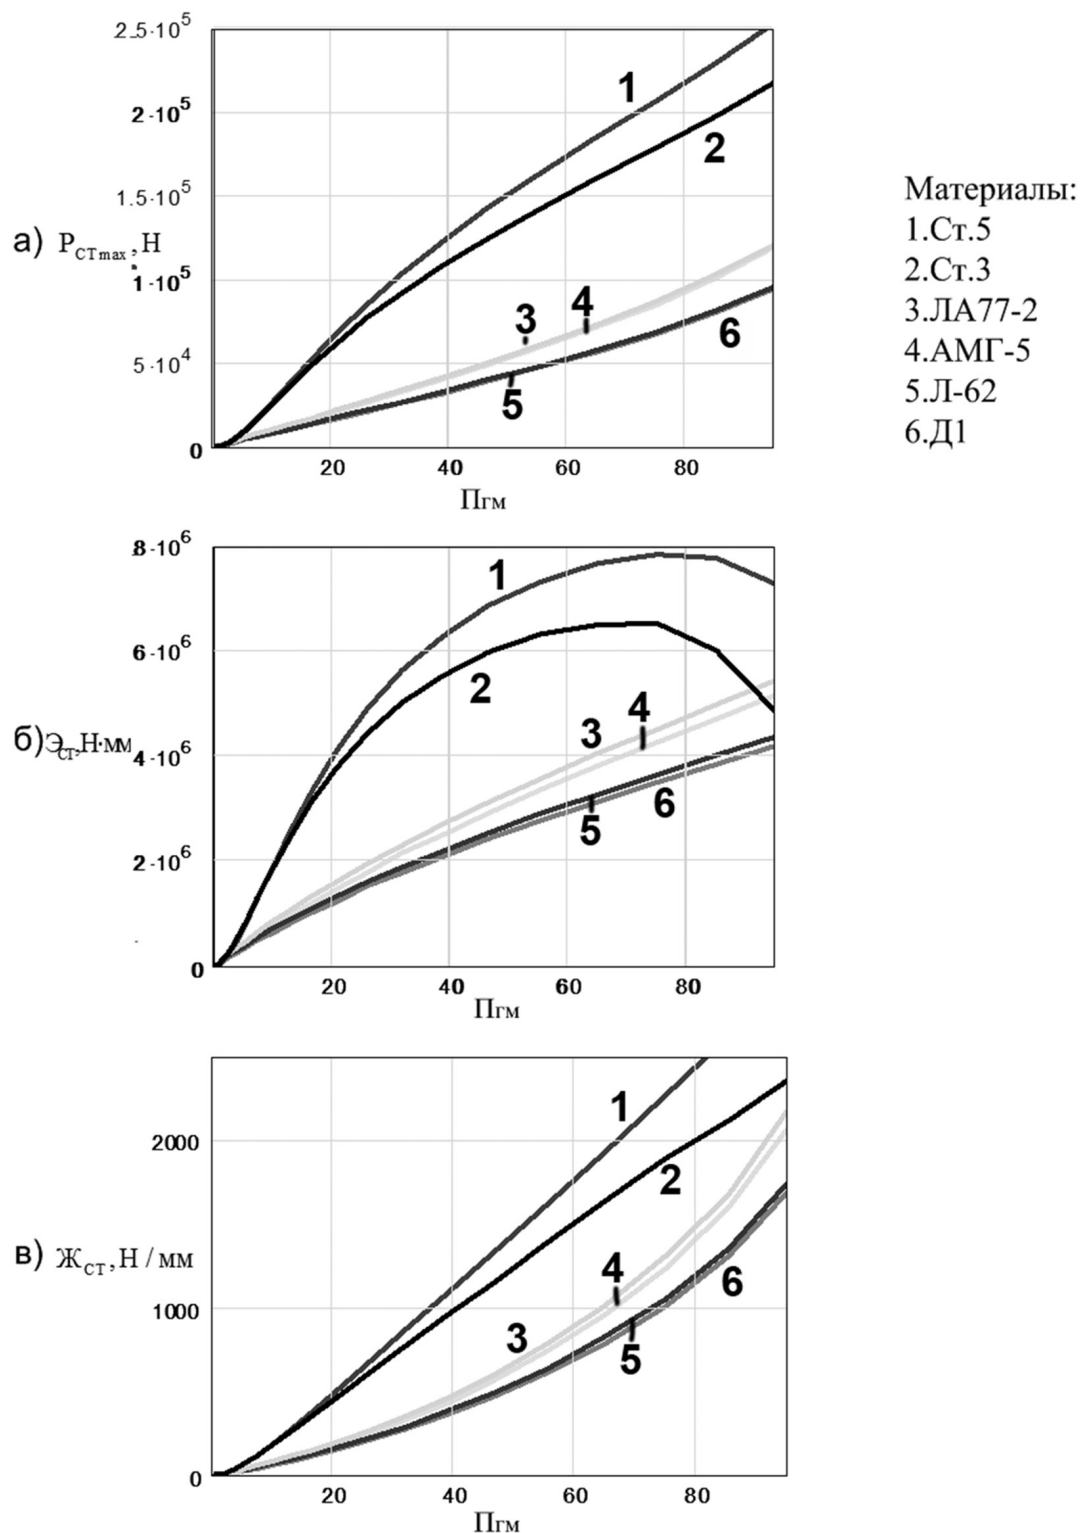 2.5·10⁵
2·10⁵
1.5·10⁵
1·10⁵
5·10⁴
0
а) PСТmax, Н
1
2
3
4
5
6
20 40 60 80
Пгм
Материалы:
1.Ст.5
2.Ст.3
3.ЛА77-2
4.АМГ-5
5.Л-62
6.Д1
8·10⁶
6·10⁶
4·10⁶
2·10⁶
0
б) ЭСТ, Н·мм
1
2
3
4
5
6
20 40 60 80
Пгм
2000
1000
0
в) ЖСТ, Н / мм
1
2
3
4
5
6
20 40 60 80
Пгм